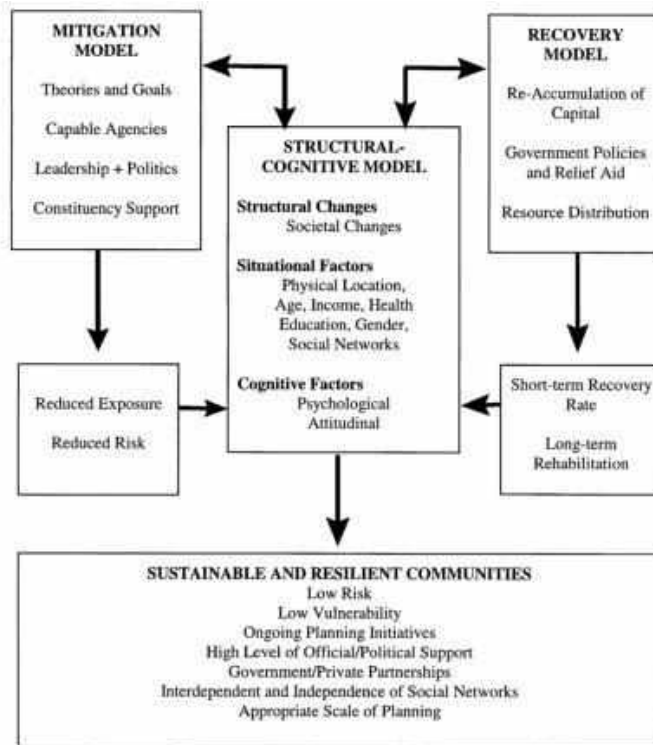 MITIGATION
MODEL
Theories and Goals
Capable Agencies
Leadership + Politics
Constituency Support
RECOVERY
MODEL
Re-Accumulation of
Capital
Government Policies
and Relief Aid
Resource Distribution
STRUCTURAL-
COGNITIVE MODEL
Structural Changes
Societal Changes
Situational Factors
Physical Location,
Age, Income, Health
Education, Gender,
Social Networks
Cognitive Factors
Psychological
Attitudinal
Reduced Exposure
Reduced Risk
Short-term Recovery
Rate
Long-term
Rehabilitation
SUSTAINABLE AND RESILIENT COMMUNITIES
Low Risk
Low Vulnerability
Ongoing Planning Initiatives
High Level of Official/Political Support
Government/Private Partnerships
Interdependent and Independence of Social Networks
Appropriate Scale of Planning